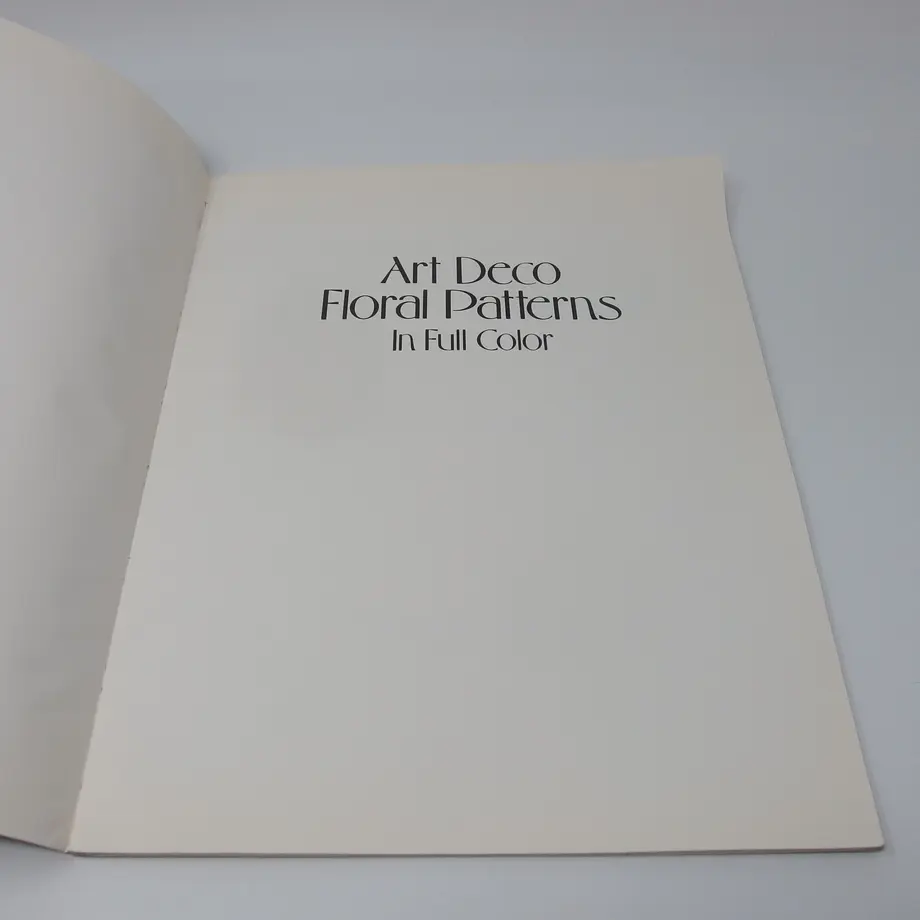 Art Deco
Floral Patterns
In Full Color